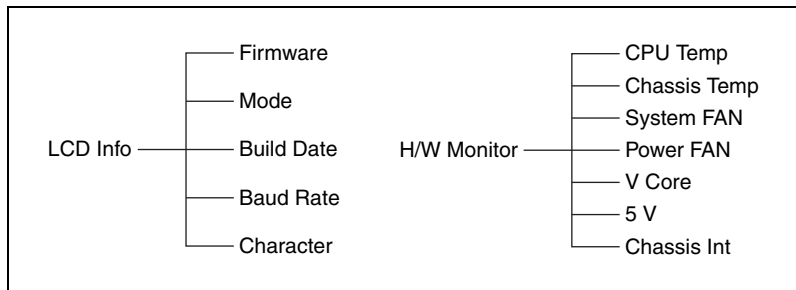 LCD Info
Firmware
Mode
Build Date
Baud Rate
Character
H/W Monitor
CPU Temp
Chassis Temp
System FAN
Power FAN
V Core
5 V
Chassis Int